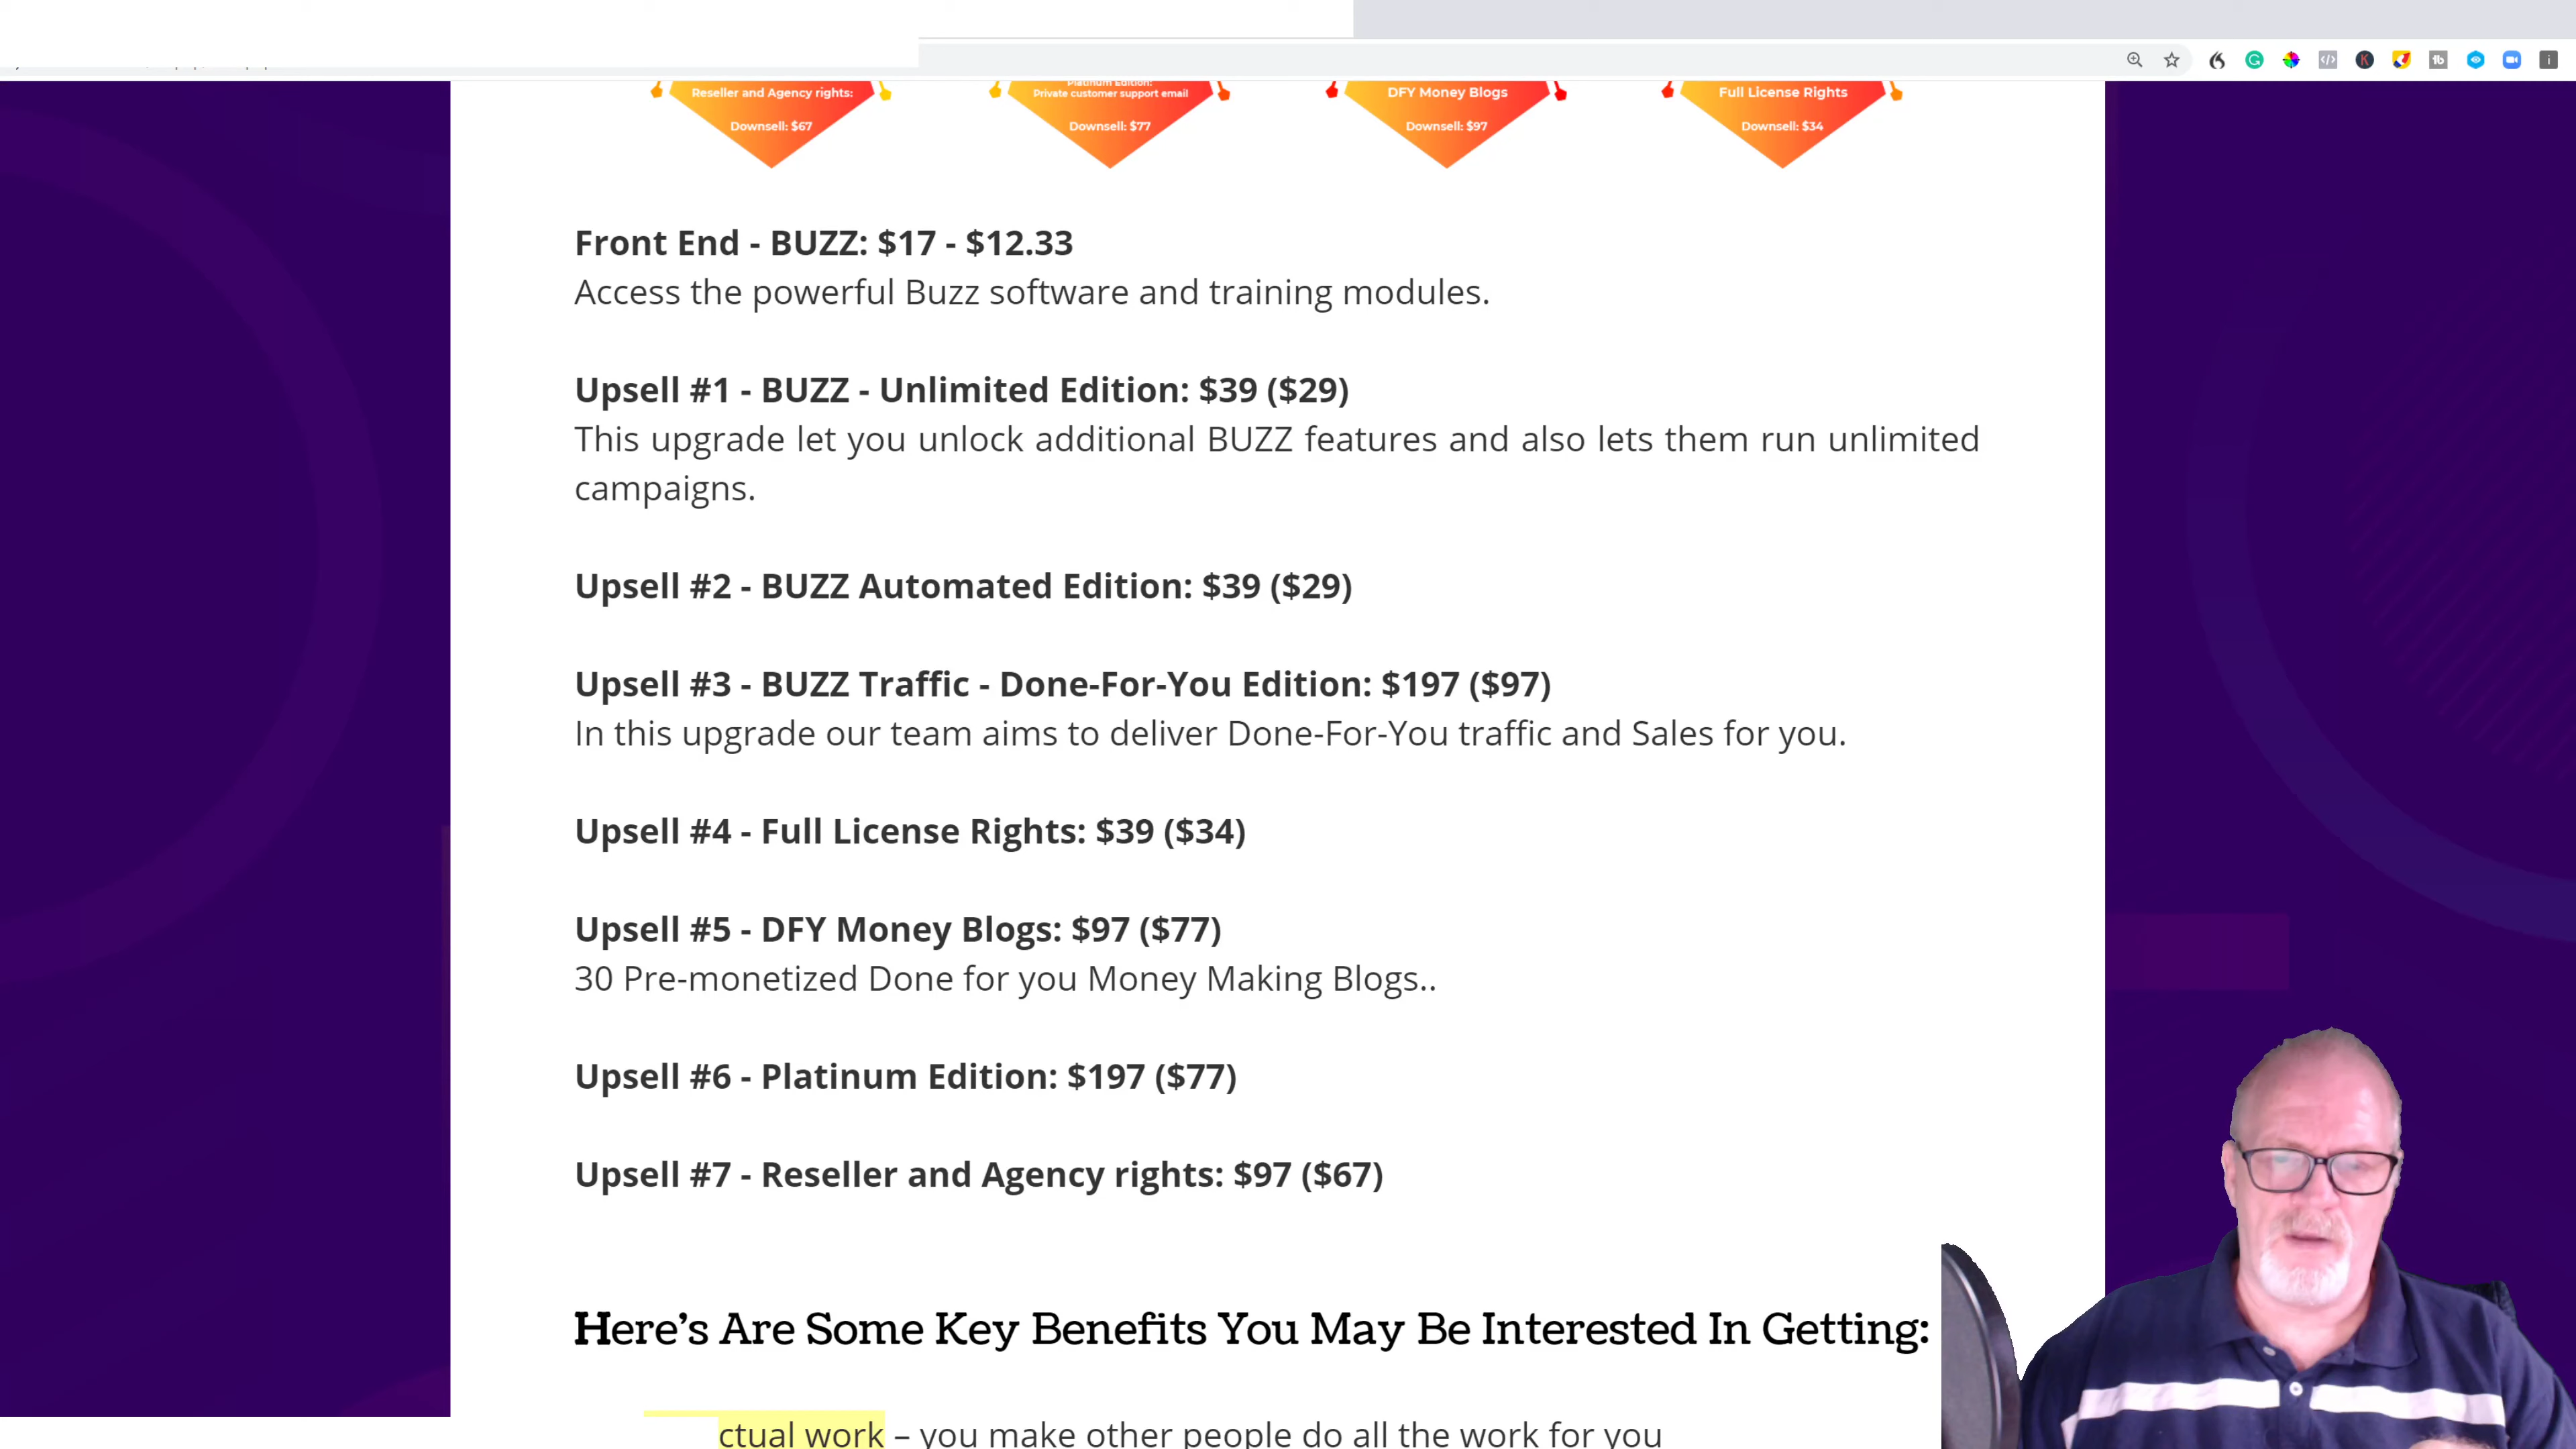 Reseller and Agency rights:
Downsell: $67
Platinum Edition:
Private customer support email
Downsell: $77
DFY Money Blogs
Downsell: $97
Full License Rights
Downsell: $34
Front End - BUZZ: $17 - $12.33
Access the powerful Buzz software and training modules.
Upsell #1 - BUZZ - Unlimited Edition: $39 ($29)
This upgrade let you unlock additional BUZZ features and also lets them run unlimited
campaigns.
Upsell #2 - BUZZ Automated Edition: $39 ($29)
Upsell #3 - BUZZ Traffic - Done-For-You Edition: $197 ($97)
In this upgrade our team aims to deliver Done-For-You traffic and Sales for you.
Upsell #4 - Full License Rights: $39 ($34)
Upsell #5 - DFY Money Blogs: $97 ($77)
30 Pre-monetized Done for you Money Making Blogs..
Upsell #6 - Platinum Edition: $197 ($77)
Upsell #7 - Reseller and Agency rights: $97 ($67)
Here's Are Some Key Benefits You May Be Interested In Getting:
ctual work – you make other people do all the work for you